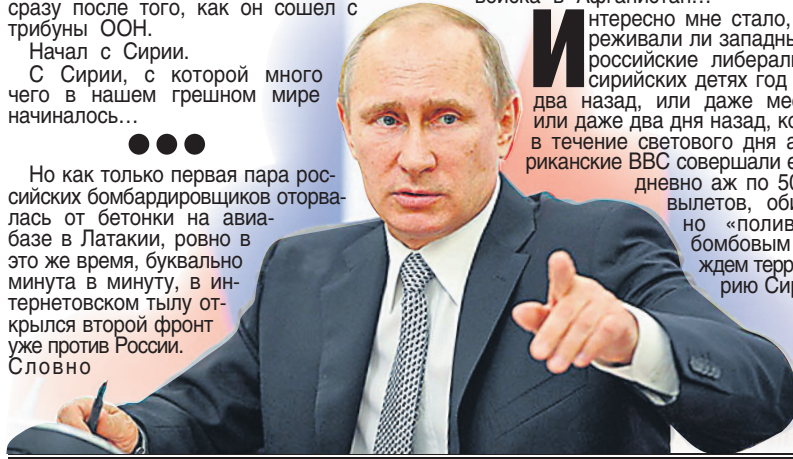 сразу после того, как он сошел с
трибуны ООН.
Начал с Сирии.
С Сирии, с которой много
чего в нашем грешном мире
начиналось…
●●●
Но как только первая пара рос-
сийских бомбардировщиков оторва-
лась от бетонки на авиа-
базе в Латакии, ровно в
это же время, буквально
минута в минуту, в ин-
тернетовском тылу от-
крылся второй фронт
уже против России.
Словно
войска в Афганистан…
Интересно мне стало,
реживали ли западны
российские либерал
сирийских детях год
два назад, или даже ме
или даже два дня назад, ко
в течение светового дня а
риканские ВВС совершали е
дневно аж по 50
вылетов, оби
но «полив
бомбовым
ждем терр
рию Сир